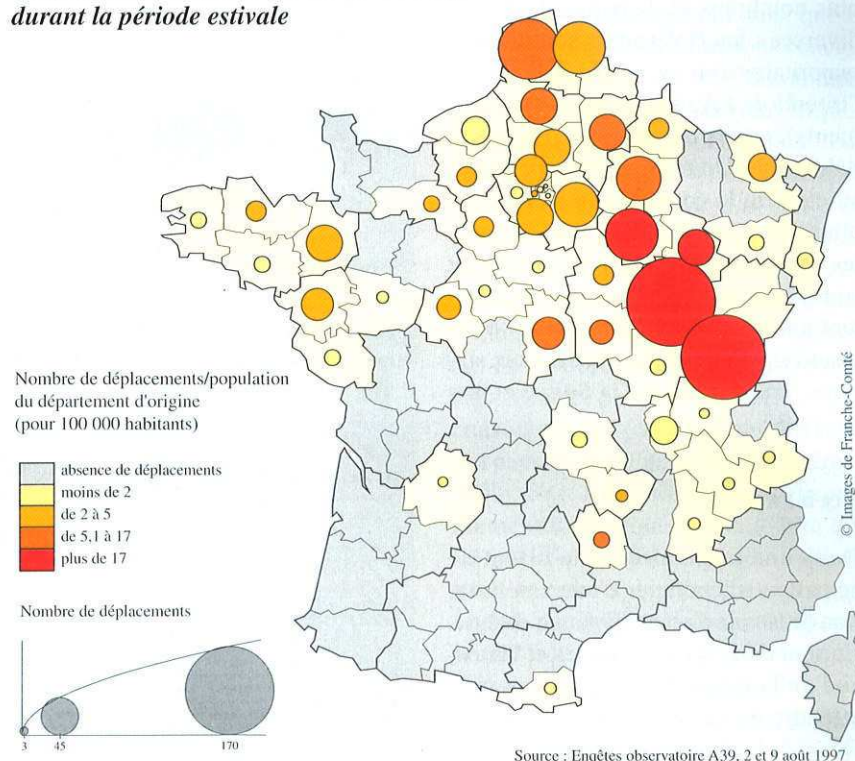 durant la période estivale
Nombre de déplacements/population
du département d'origine
(pour 100 000 habitants)
absence de déplacements
moins de 2
de 2 à 5
de 5,1 à 17
plus de 17
Nombre de déplacements
3 45 170
© Images de Franche-Comté
Source : Enqêtes observatoire A39, 2 et 9 août 1997